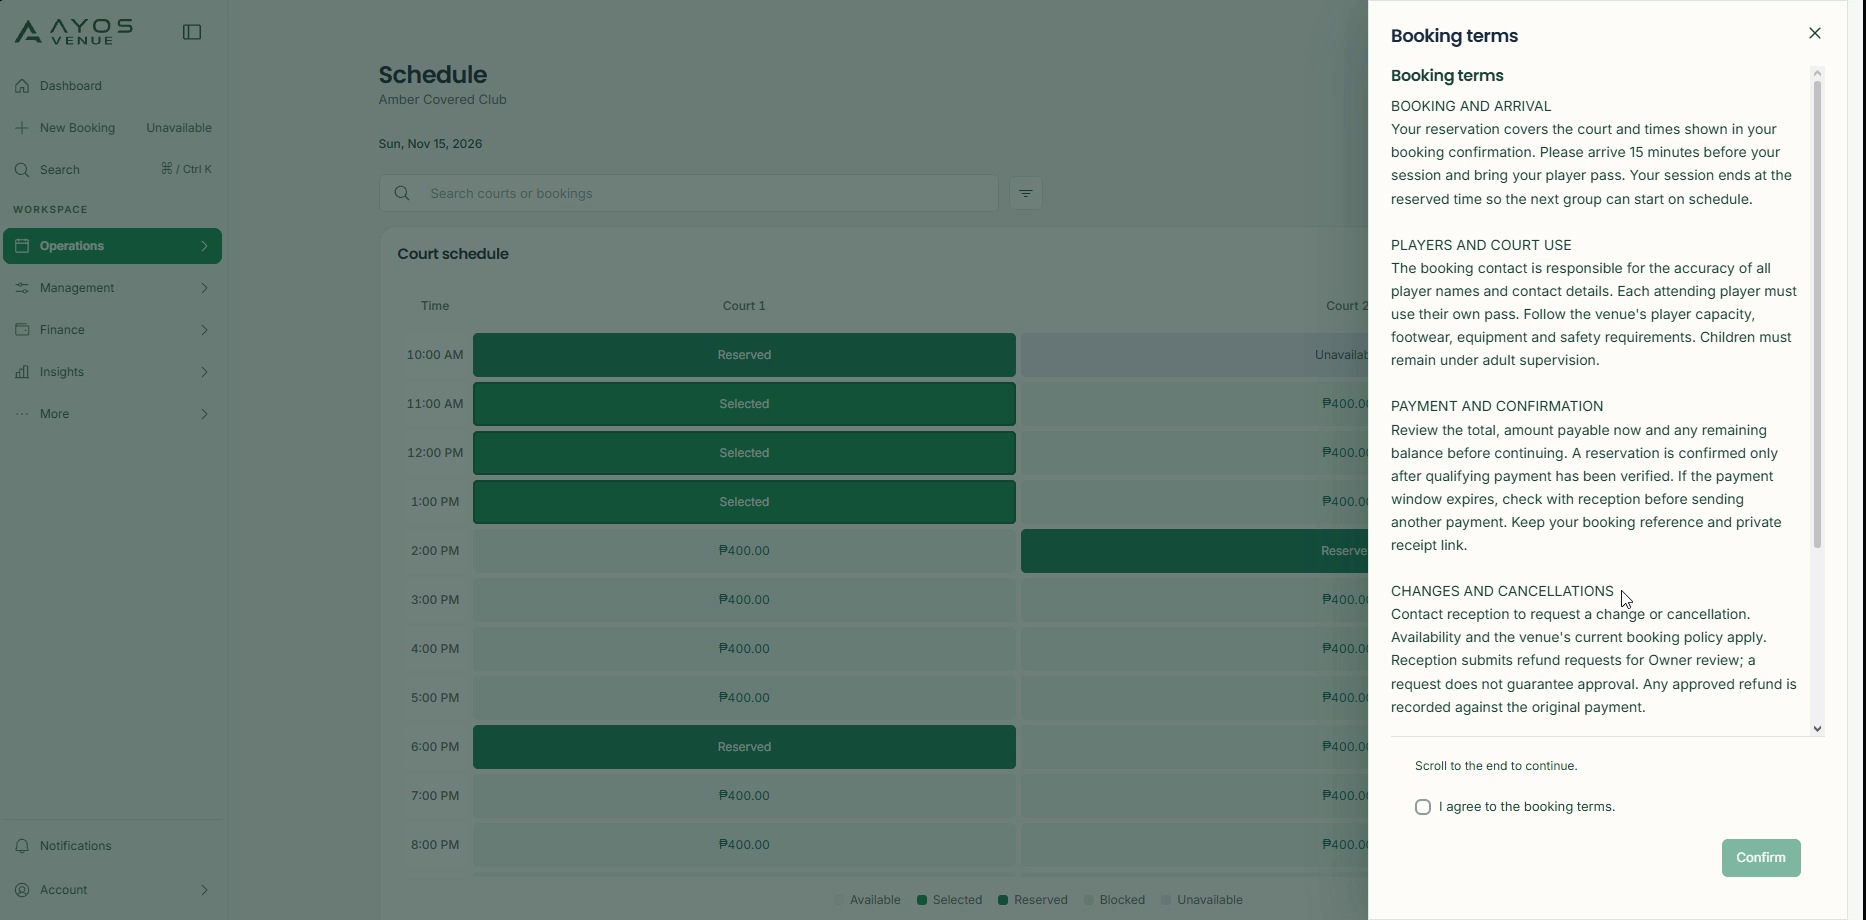 AYOS
VENUE
Dashboard
New Booking Unavailable
Search ⌘ / Ctrl K
WORKSPACE
Operations
Management
Finance
Insights
More
Notifications
Account
Schedule
Amber Covered Club
Sun, Nov 15, 2026
Search courts or bookings
Court schedule
Time Court 1 Court 2
10:00 AM Reserved
11:00 AM Selected
12:00 PM Selected
1:00 PM Selected
2:00 PM ₱400.00
3:00 PM ₱400.00
4:00 PM ₱400.00
5:00 PM ₱400.00
6:00 PM Reserved
7:00 PM ₱400.00
8:00 PM ₱400.00
Available Selected Reserved Blocked Unavailable
Booking terms
Booking terms
BOOKING AND ARRIVAL
Your reservation covers the court and times shown in your
booking confirmation. Please arrive 15 minutes before your
session and bring your player pass. Your session ends at the
reserved time so the next group can start on schedule.
PLAYERS AND COURT USE
The booking contact is responsible for the accuracy of all
player names and contact details. Each attending player must
use their own pass. Follow the venue's player capacity,
footwear, equipment and safety requirements. Children must
remain under adult supervision.
PAYMENT AND CONFIRMATION
Review the total, amount payable now and any remaining
balance before continuing. A reservation is confirmed only
after qualifying payment has been verified. If the payment
window expires, check with reception before sending
another payment. Keep your booking reference and private
receipt link.
CHANGES AND CANCELLATIONS
Contact reception to request a change or cancellation.
Availability and the venue's current booking policy apply.
Reception submits refund requests for Owner review; a
request does not guarantee approval. Any approved refund is
recorded against the original payment.
Scroll to the end to continue.
I agree to the booking terms.
Confirm